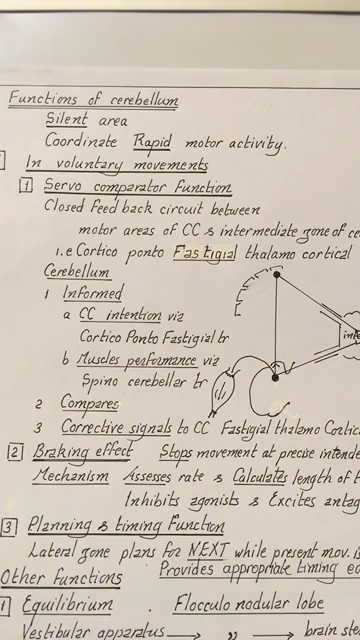 Functions of cerebellum
Silent area
Coordinate Rapid motor activity.
In voluntary movements
1 Servo comparator Function
Closed feed back circuit between
motor areas of CC & intermediate zone of ce
i.e Cortico ponto Fastigial thalamo cortical
Cerebellum
1 Informed
a CC intention via
Cortico Ponto Fastigial tr
b Muscles performance via
Spino cerebellar tr
2 Compares
3 Corrective signals to CC Fastigial Thalamo Cortic
2 Braking effect Stops movement at precise intende
Mechanism Assesses rate & Calculates length of t
Inhibits agonists & Excites antag
3 Planning & timing Function
Lateral zone plans for NEXT while present mov. is
Provides appropriate timing
Other functions
1 Equilibrium . Flocculo nodular lobe
Vestibular apparatus → " → brain ste